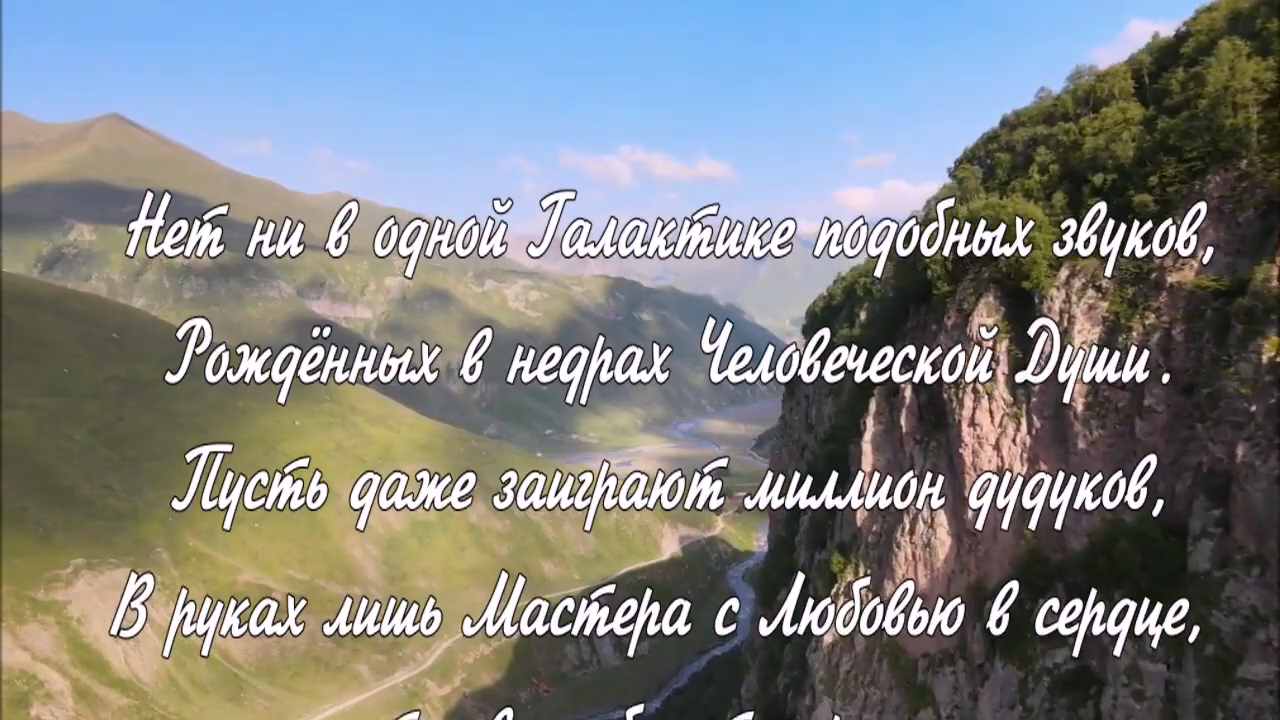 Нет ни в одной Галактике подобных звуков,
Рождённых в недрах Человеческой Души.
Пусть даже заиграют миллион дудуков,
В руках лишь Мастера с Любовью в сердце,